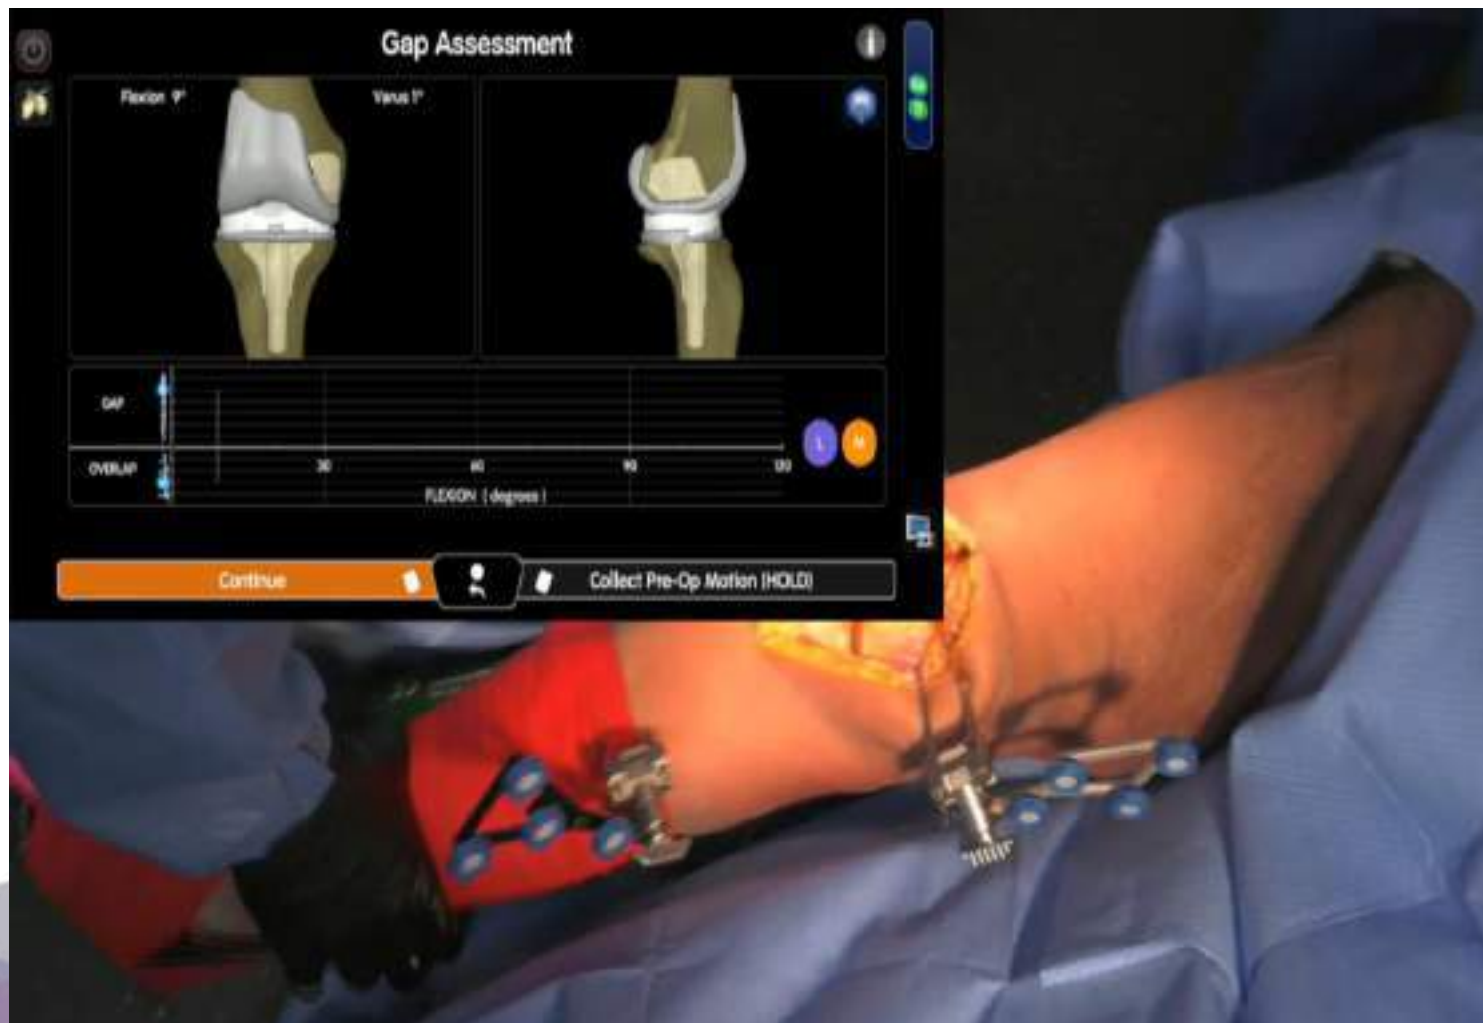 Gap Assessment
i
Flexion 9°
Varus 1°
GAP
OVERLAP
30
60
90
120
FLEXION (degrees)
L
M
Continue
Collect Pre-Op Motion (HOLD)